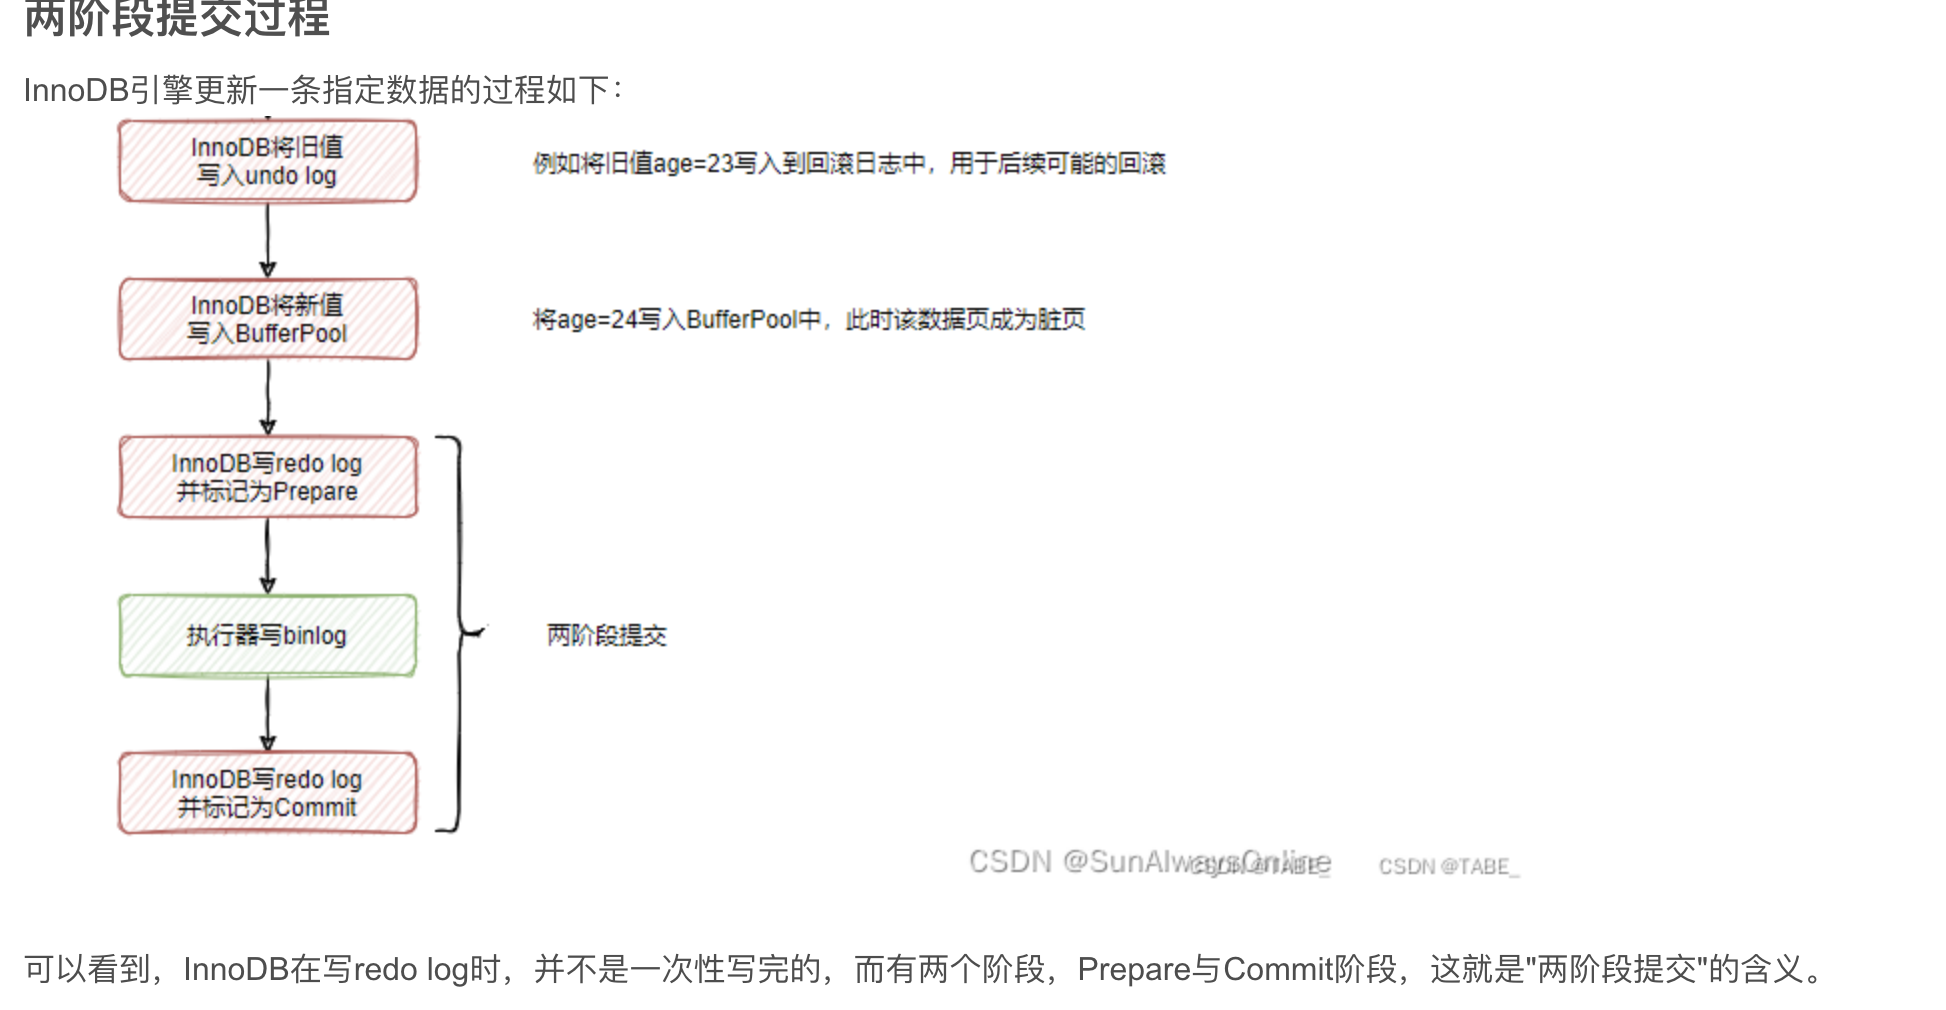 两阶段提交过程
InnoDB引擎更新一条指定数据的过程如下：
InnoDB将旧值
写入undo log
例如将旧值age=23写入到回滚日志中，用于后续可能的回滚
InnoDB将新值
写入BufferPool
将age=24写入BufferPool中，此时该数据页成为脏页
InnoDB写redo log
并标记为Prepare
执行器写binlog
两阶段提交
InnoDB写redo log
并标记为Commit
CSDN @SunAlwaysOnline
CSDN @TABE_
CSDN @TABE_
可以看到，InnoDB在写redo log时，并不是一次性写完的，而有两个阶段，Prepare与Commit阶段，这就是"两阶段提交"的含义。